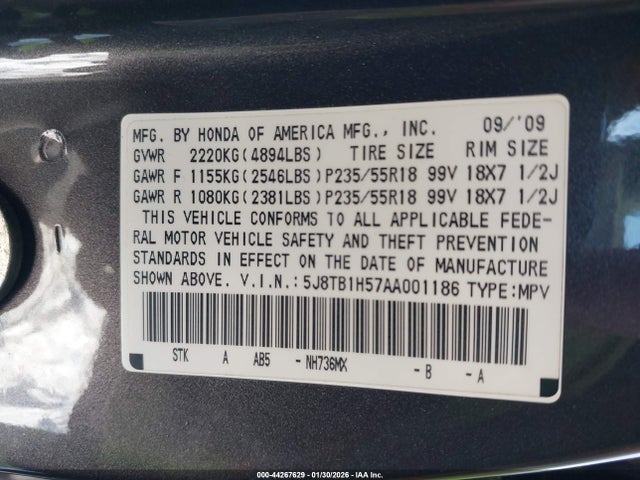 MFG. BY HONDA OF AMERICA MFG., INC. 09/'09
GVWR 2220KG(4894LBS) TIRE SIZE RIM SIZE
GAWR F 1155KG(2546LBS)P235/55R18 99V 18X7 1/2J
GAWR R 1080KG(2381LBS)P235/55R18 99V 18X7 1/2J
THIS VEHICLE CONFORMS TO ALL APPLICABLE FEDE-
RAL MOTOR VEHICLE SAFETY AND THEFT PREVENTION
STANDARDS IN EFFECT ON THE DATE OF MANUFACTURE
SHOWN ABOVE. V.I.N.:5J8TB1H57AA001186 TYPE:MPV
STK A AB5 -NH736MX -B -A
000-44267629 - 01/30/2026 - IAA Inc.